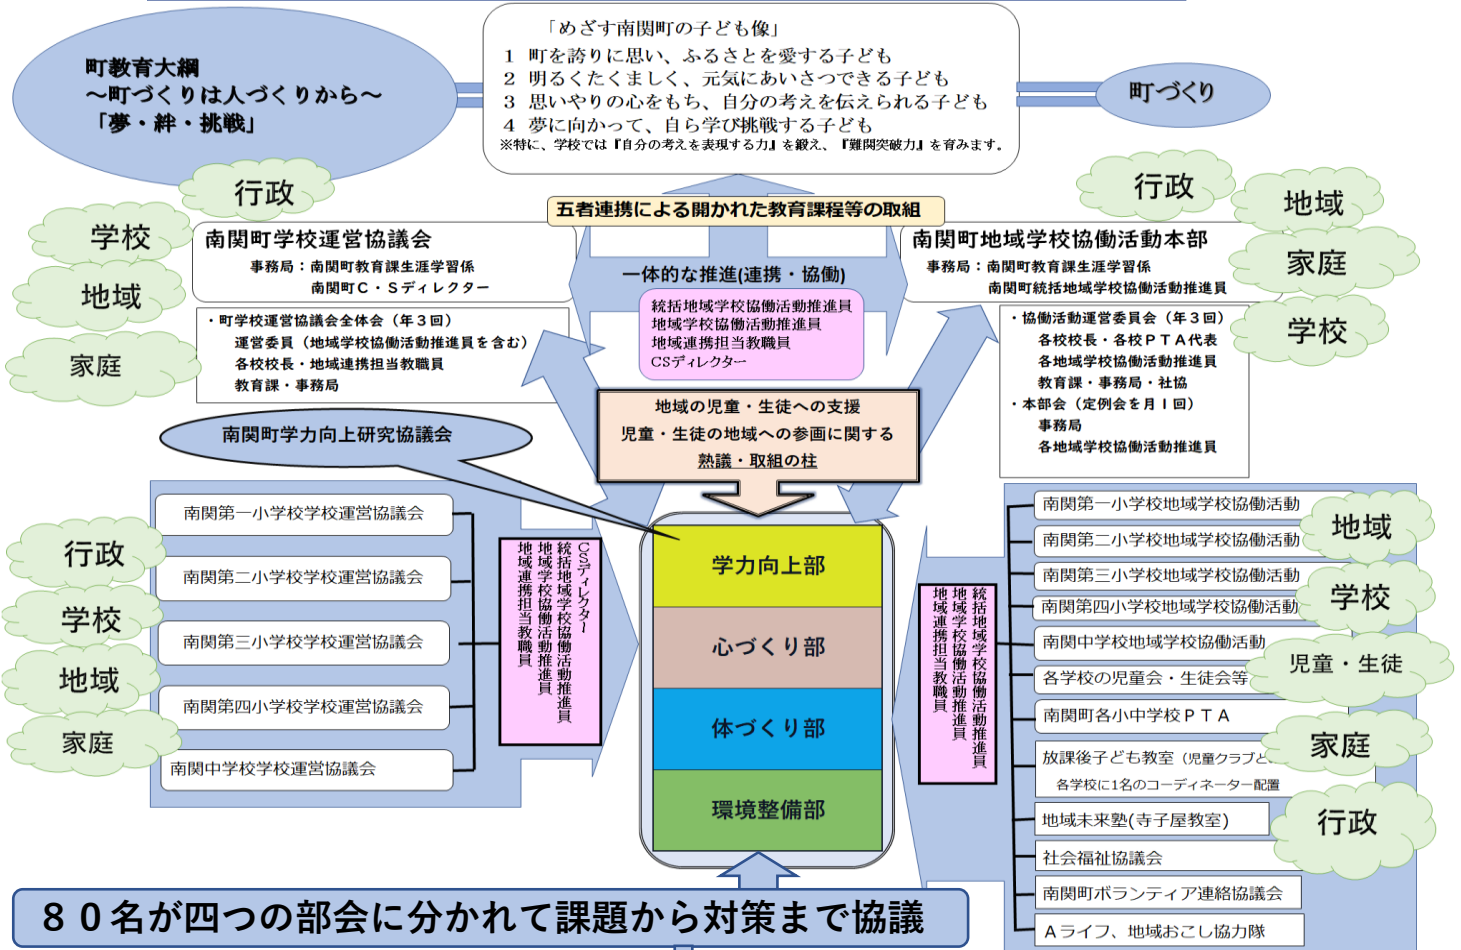 町教育大綱
～町づくりは人づくりから～
「夢・絆・挑戦」
「めざす南関町の子ども像」
1 町を誇りに思い、ふるさとを愛する子ども
2 明るくたくましく、元気にあいさつできる子ども
3 思いやりの心をもち、自分の考えを伝えられる子ども
4 夢に向かって、自ら学び挑戦する子ども
※特に、学校では『自分の考えを表現する力』を鍛え、『難関突破力』を育みます。
町づくり
行政
学校
地域
家庭
南関町学校運営協議会
事務局：南関町教育課生涯学習係
南関町Ｃ・Ｓディレクター
・町学校運営協議会全体会（年３回）
運営委員（地域学校協働活動推進員を含む）
各校校長・地域連携担当教職員
教育課・事務局
五者連携による開かれた教育課程等の取組
一体的な推進(連携・協働)
統括地域学校協働活動推進員
地域学校協働活動推進員
地域連携担当教職員
CSディレクター
行政
地域
家庭
学校
南関町地域学校協働活動本部
事務局：南関町教育課生涯学習係
南関町統括地域学校協働活動推進員
・協働活動運営委員会（年３回）
各校校長・各校ＰＴＡ代表
各地域学校協働活動推進員
教育課・事務局・社協
・本部会（定例会を月１回）
事務局
各地域学校協働活動推進員
地域の児童・生徒への支援
児童・生徒の地域への参画に関する
熟議・取組の柱
南関町学力向上研究協議会
行政
学校
地域
家庭
南関第一小学校学校運営協議会
南関第二小学校学校運営協議会
南関第三小学校学校運営協議会
南関第四小学校学校運営協議会
南関中学校学校運営協議会
CSディレクター
統括地域学校協働活動推進員
地域学校協働活動推進員
地域連携担当教職員
学力向上部
心づくり部
体づくり部
環境整備部
統括地域学校協働活動推進員
地域学校協働活動推進員
地域連携担当教職員
南関第一小学校地域学校協働活動
南関第二小学校地域学校協働活動
南関第三小学校地域学校協働活動
南関第四小学校地域学校協働活動
南関中学校地域学校協働活動
各学校の児童会・生徒会等
南関町各小中学校ＰＴＡ
放課後子ども教室（児童クラブと
各学校に1名のコーディネーター配置
地域未来塾(寺子屋教室)
社会福祉協議会
南関町ボランティア連絡協議会
Ａライフ、地域おこし協力隊
地域
学校
児童・生徒
家庭
行政
８０名が四つの部会に分かれて課題から対策まで協議